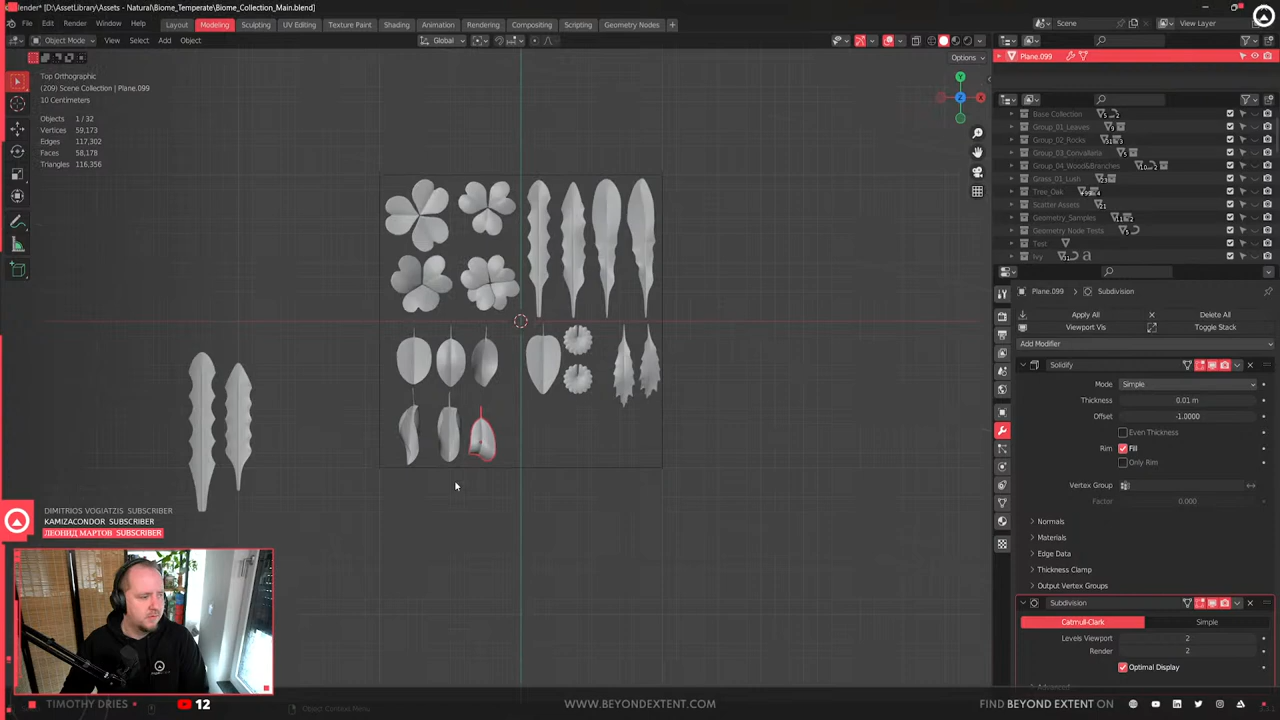 Blender* [D:\AssetLibrary\Assets - Natural\Biome_Temperate\Biome_Collection_Main.blend]
File Edit Render Window Help Layout Modeling Sculpting UV Editing Texture Paint Shading Animation Rendering Compositing Scripting Geometry Nodes + Scene View Layer
Object Mode View Select Add Object Global
Options
Plane.099
Top Orthographic
(209) Scene Collection | Plane.099
10 Centimeters
Objects 1 / 32
Vertices 59,173
Edges 117,302
Faces 58,178
Triangles 116,356
Z
Y
X
Base Collection
Group_01_Leaves
Group_02_Rocks
Group_03_Convallaria
Group_04_Wood&Branches
Grass_01_Lush
Tree_Oak
Scatter Assets
Geometry_Samples
Geometry Node Tests
Test
Ivy
Plane.099 > Subdivision
Apply All Delete All
Viewport Vis Toggle Stack
Add Modifier
Solidify
Mode Simple
Thickness 0.01 m
Offset -1.0000
Even Thickness
Rim Fill
Only Rim
Vertex Group
Factor 0.000
Normals
Materials
Edge Data
Thickness Clamp
Output Vertex Groups
Subdivision
Catmull-Clark Simple
Levels Viewport 2
Render 2
Optimal Display
Advanced
DIMITRIOS VOGIATZIS SUBSCRIBER
KAMIZACONDOR SUBSCRIBER
ЛЕОНИД МАРТОВ SUBSCRIBER
Object Context Menu
TIMOTHY DRIES 12 WWW.BEYONDEXTENT.COM FIND BEYOND EXTENT ON